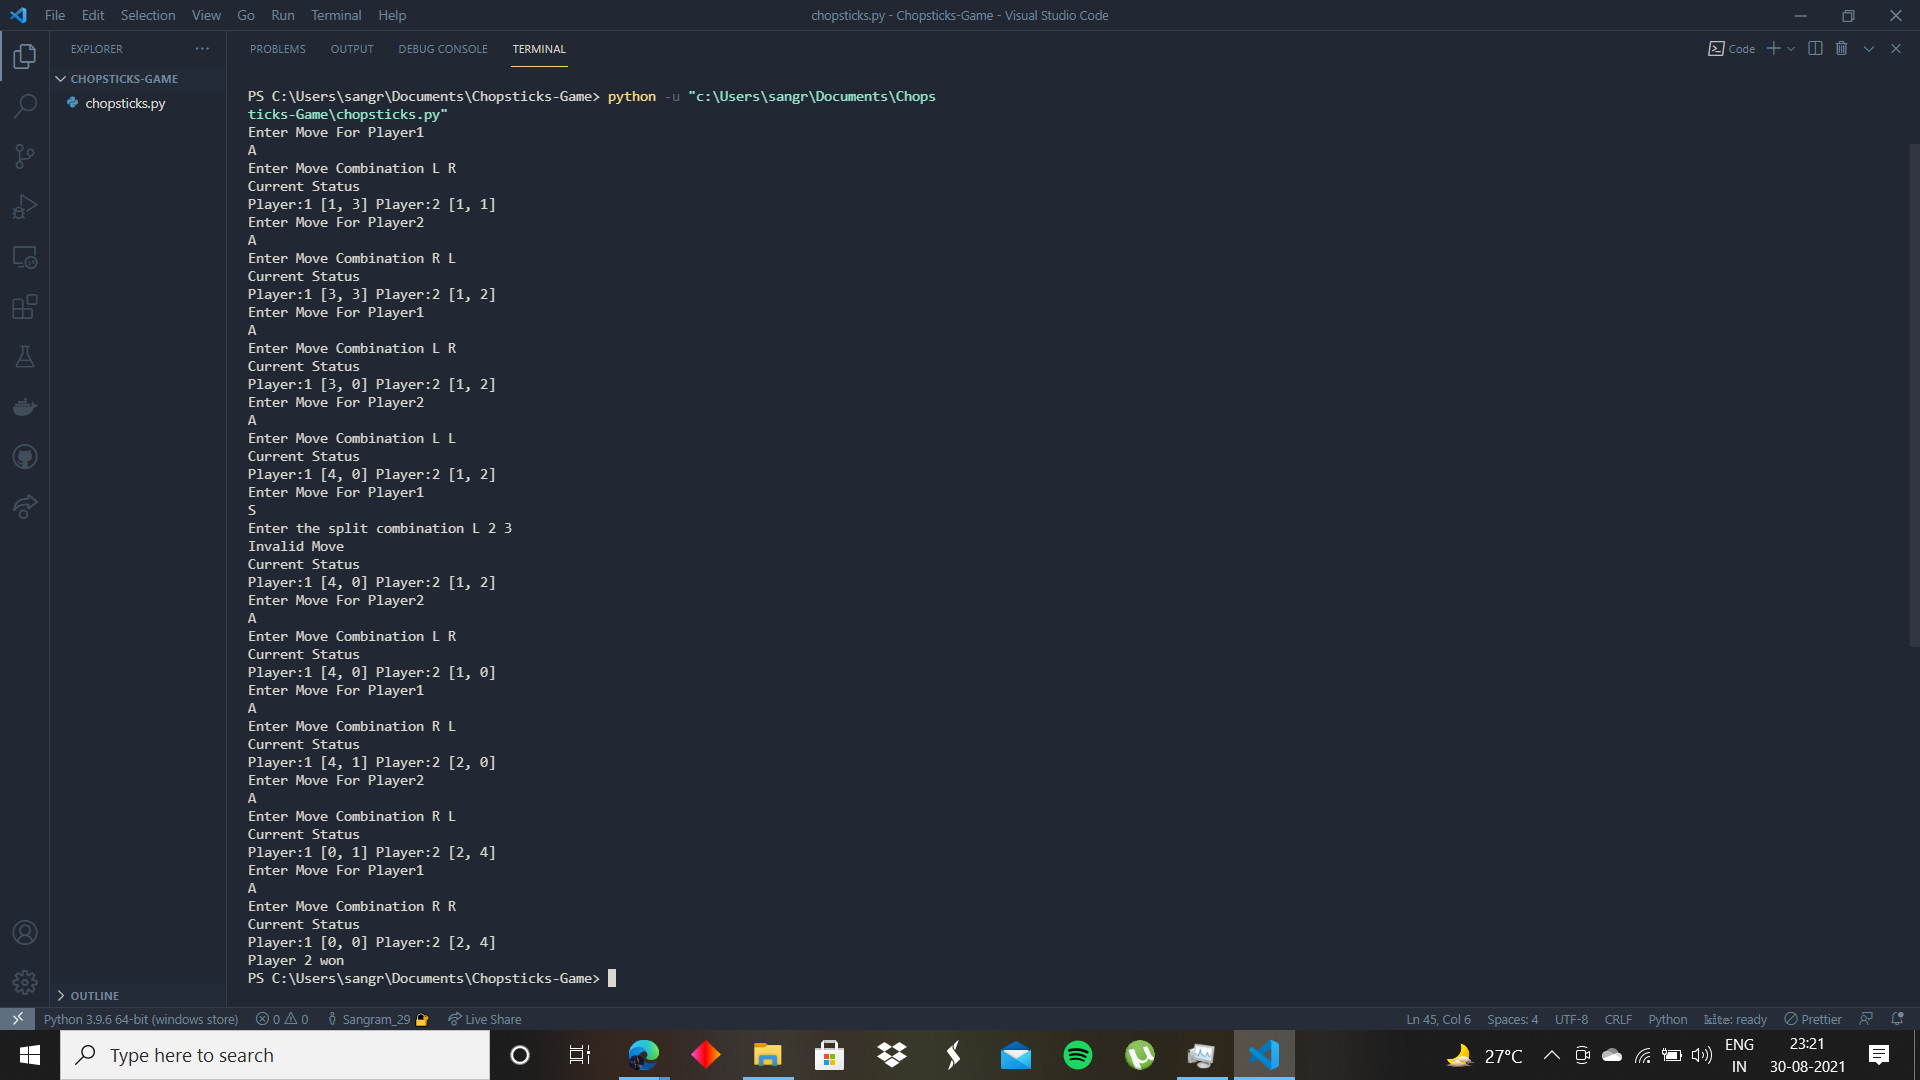 File Edit Selection View Go Run Terminal Help
chopsticks.py - Chopsticks-Game - Visual Studio Code
EXPLORER
PROBLEMS OUTPUT DEBUG CONSOLE TERMINAL
Code
CHOPSTICKS-GAME
chopsticks.py
PS C:\Users\sangr\Documents\Chopsticks-Game> python -u "c:\Users\sangr\Documents\Chops
ticks-Game\chopsticks.py"
Enter Move For Player1
A
Enter Move Combination L R
Current Status
Player:1 [1, 3] Player:2 [1, 1]
Enter Move For Player2
A
Enter Move Combination R L
Current Status
Player:1 [3, 3] Player:2 [1, 2]
Enter Move For Player1
A
Enter Move Combination L R
Current Status
Player:1 [3, 0] Player:2 [1, 2]
Enter Move For Player2
A
Enter Move Combination L L
Current Status
Player:1 [4, 0] Player:2 [1, 2]
Enter Move For Player1
S
Enter the split combination L 2 3
Invalid Move
Current Status
Player:1 [4, 0] Player:2 [1, 2]
Enter Move For Player2
A
Enter Move Combination L R
Current Status
Player:1 [4, 0] Player:2 [1, 0]
Enter Move For Player1
A
Enter Move Combination R L
Current Status
Player:1 [4, 1] Player:2 [2, 0]
Enter Move For Player2
A
Enter Move Combination R L
Current Status
Player:1 [0, 1] Player:2 [2, 4]
Enter Move For Player1
A
Enter Move Combination R R
Current Status
Player:1 [0, 0] Player:2 [2, 4]
Player 2 won
PS C:\Users\sangr\Documents\Chopsticks-Game>
OUTLINE
Python 3.9.6 64-bit (windows store) 0 0 Sangram_29 Live Share
Ln 45, Col 6 Spaces: 4 UTF-8 CRLF Python kite: ready Prettier
Type here to search
27°C
ENG
IN
23:21
30-08-2021